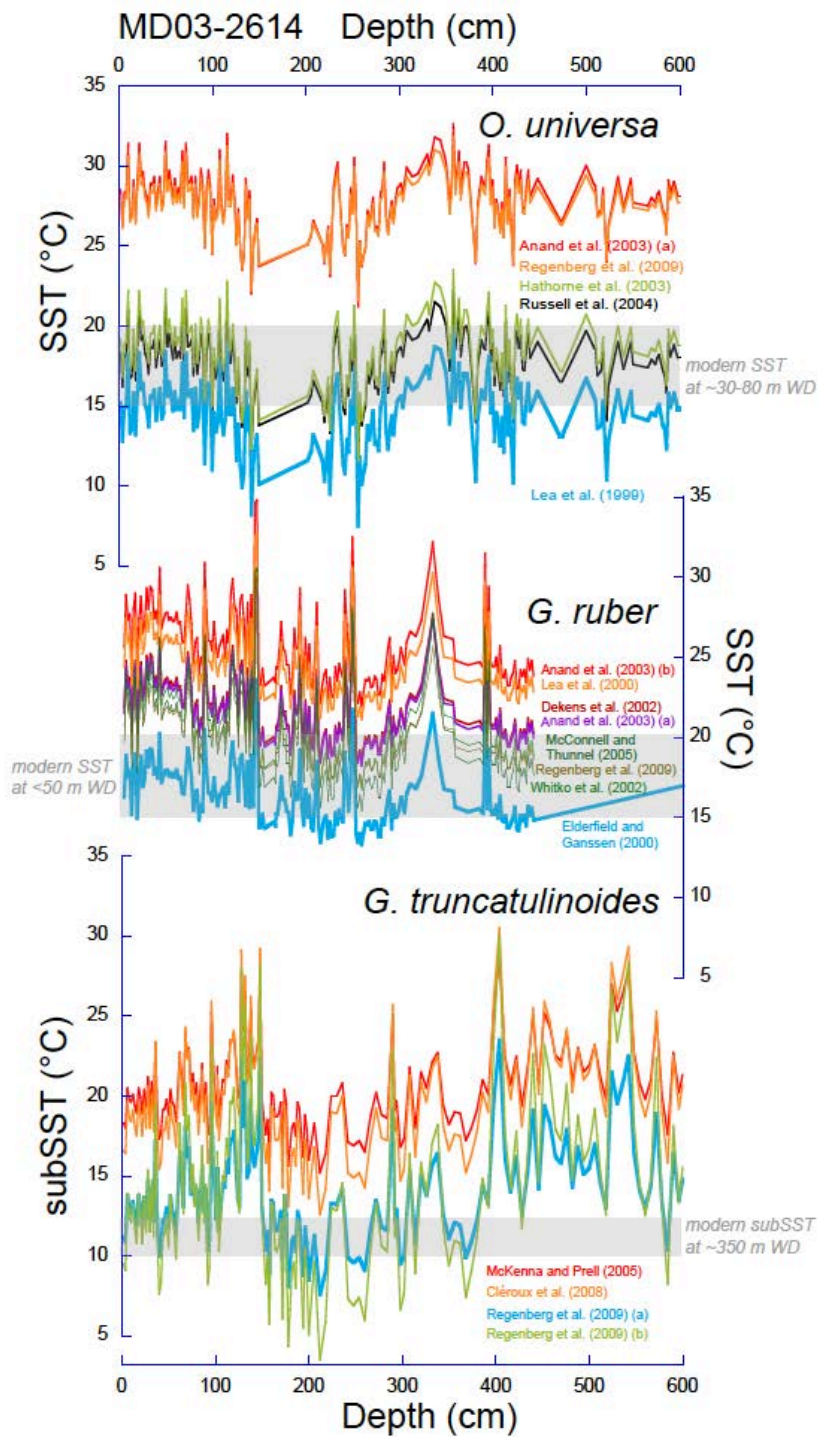 MD03-2614 Depth (cm)
0 100 200 300 400 500 600
35
O. universa
30
25
20
15
10
5
SST (°C)
Anand et al. (2003) (a)
Regenberg et al. (2009)
Hathorne et al. (2003)
Russell et al. (2004)
modern SST
at ~30-80 m WD
Lea et al. (1999)
35
30
25
20
15
10
5
SST (°C)
G. ruber
Anand et al. (2003) (b)
Lea et al. (2000)
Dekens et al. (2002)
Anand et al. (2003) (a)
McConnell and
Thunnel (2005)
Regenberg et al. (2009)
Whitko et al. (2002)
modern SST
at <50 m WD
Elderfield and
Ganssen (2000)
35
G. truncatulinoides
30
25
20
15
10
5
subSST (°C)
modern subSST
at ~350 m WD
McKenna and Prell (2005)
Cléroux et al. (2008)
Regenberg et al. (2009) (a)
Regenberg et al. (2009) (b)
0 100 200 300 400 500 600
Depth (cm)